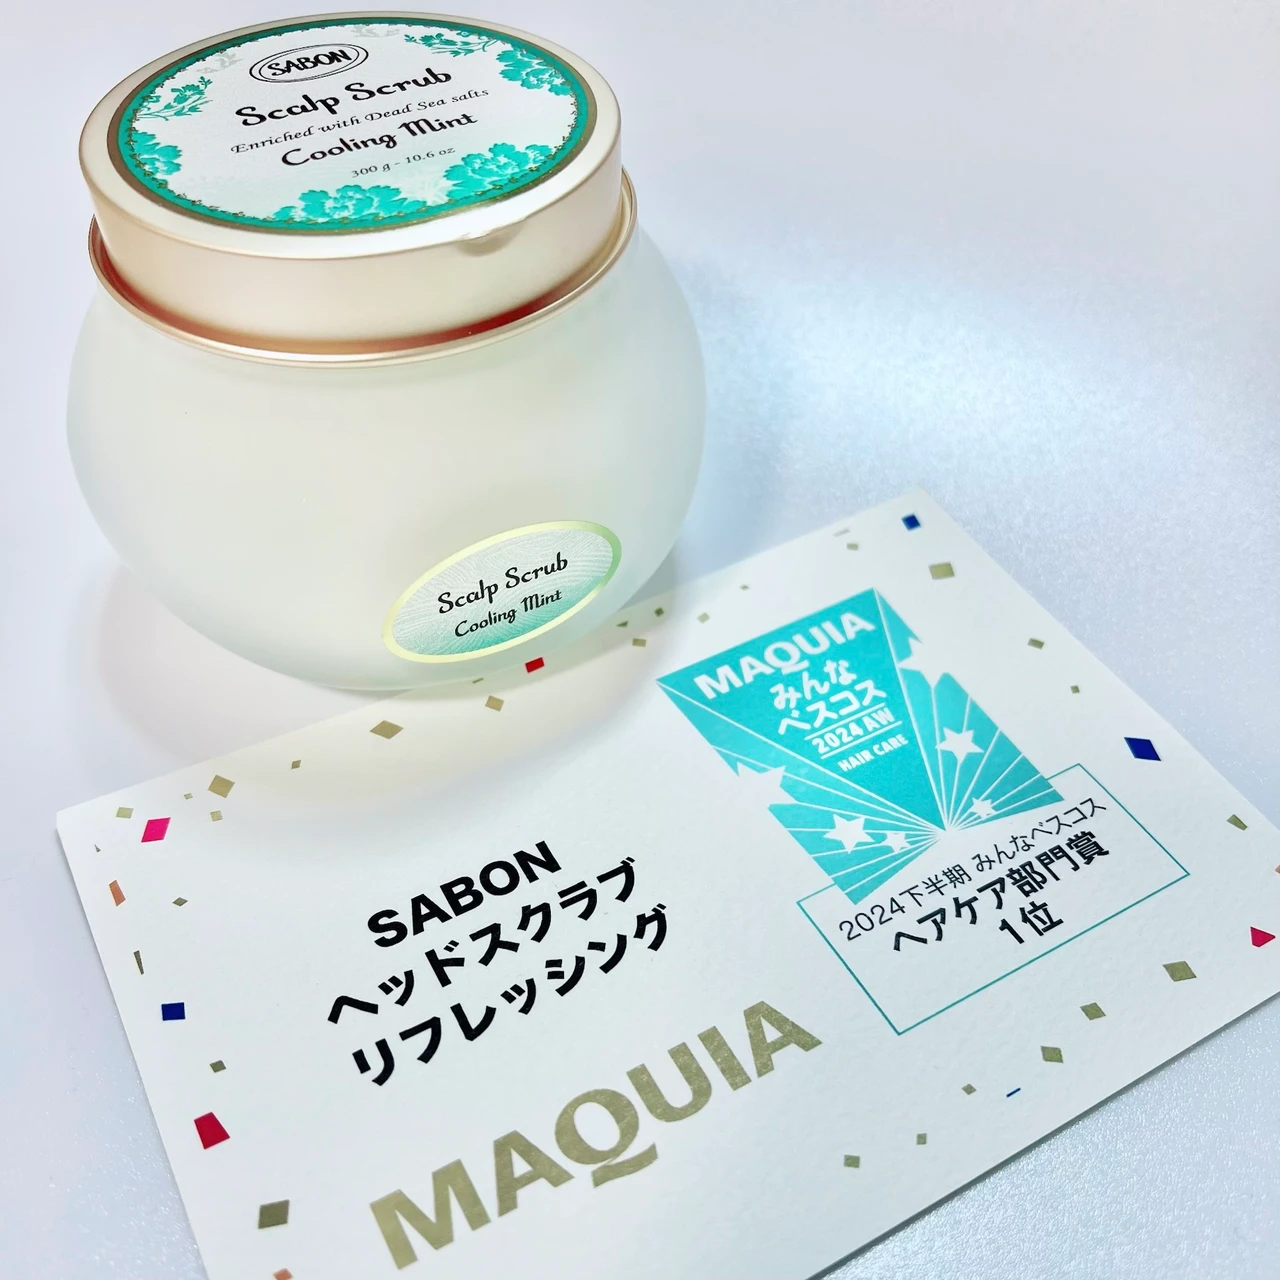 SABON
Scalp Scrub
Enriched with Dead Sea salts
Cooling Mint
300 g - 10.6 oz
Scalp Scrub
Cooling Mint
MAQUIA
みんな
ベスコス
2024 AW
HAIR CARE
2024下半期 みんなベスコス
ヘアケア部門賞
1位
SABON
ヘッドスクラブ
リフレッシング
MAQUIA